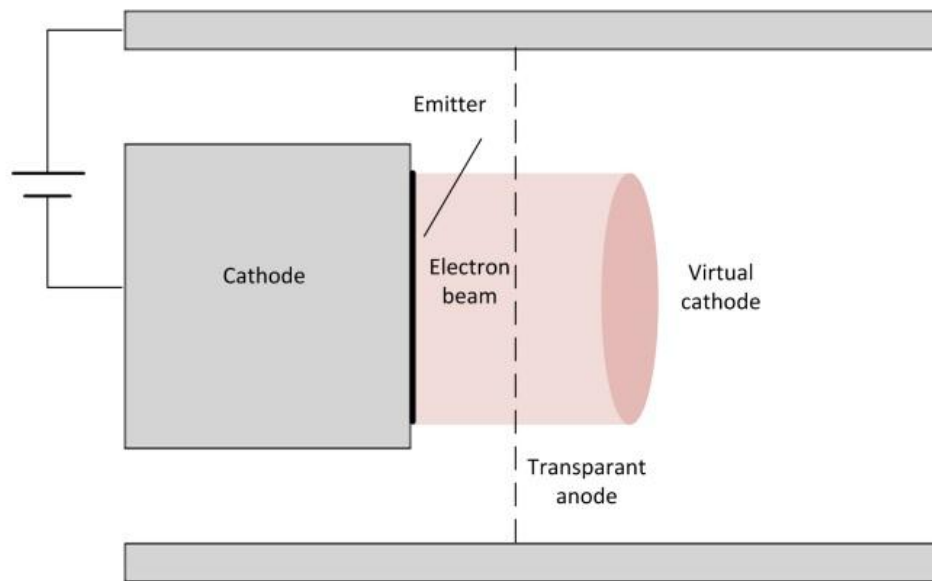 Emitter
Cathode
Electron
beam
Virtual
cathode
Transparant
anode